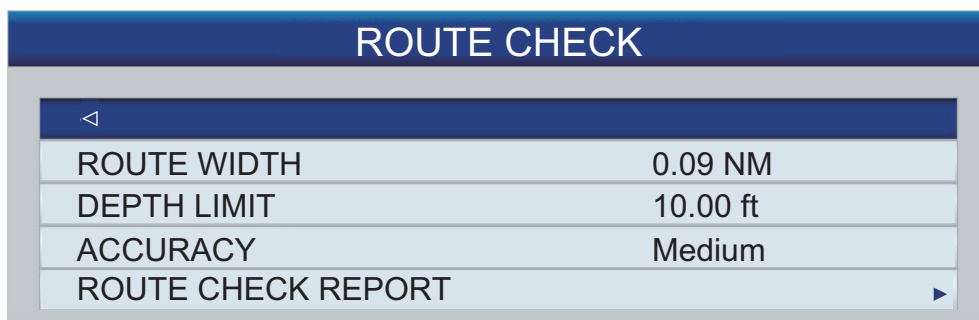 ROUTE CHECK
ROUTE WIDTH 0.09 NM
DEPTH LIMIT 10.00 ft
ACCURACY Medium
ROUTE CHECK REPORT